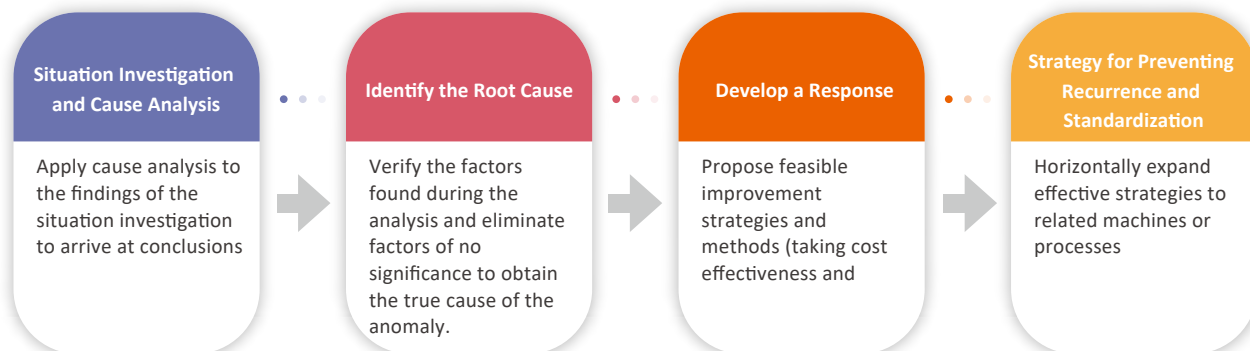 Situation Investigation
and Cause Analysis
Apply cause analysis to
the findings of the
situation investigation
to arrive at conclusions
Identify the Root Cause
Verify the factors
found during the
analysis and eliminate
factors of no
significance to obtain
the true cause of the
anomaly.
Develop a Response
Propose feasible
improvement
strategies and
methods (taking cost
effectiveness and
Strategy for Preventing
Recurrence and
Standardization
Horizontally expand
effective strategies to
related machines or
processes